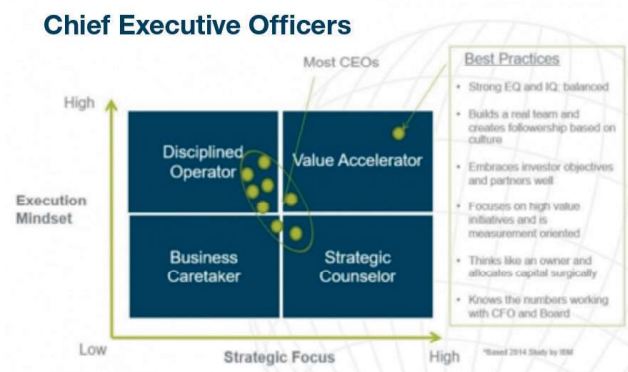 Chief Executive Officers
Most CEOs
High
Disciplined
Operator
Value Accelerator
Execution
Mindset
Business
Caretaker
Strategic
Counselor
Low
Strategic Focus
High
Best Practices
• Strong EQ and IQ: balanced
• Builds a real team and
creates followership based on
culture
• Embraces investor objectives
and partners well
• Focuses on high value
initiatives and is
measurement oriented
• Thinks like an owner and
allocates capital surgically
• Knows the numbers working
with CFO and Board
*Based 2014 Study by IBM